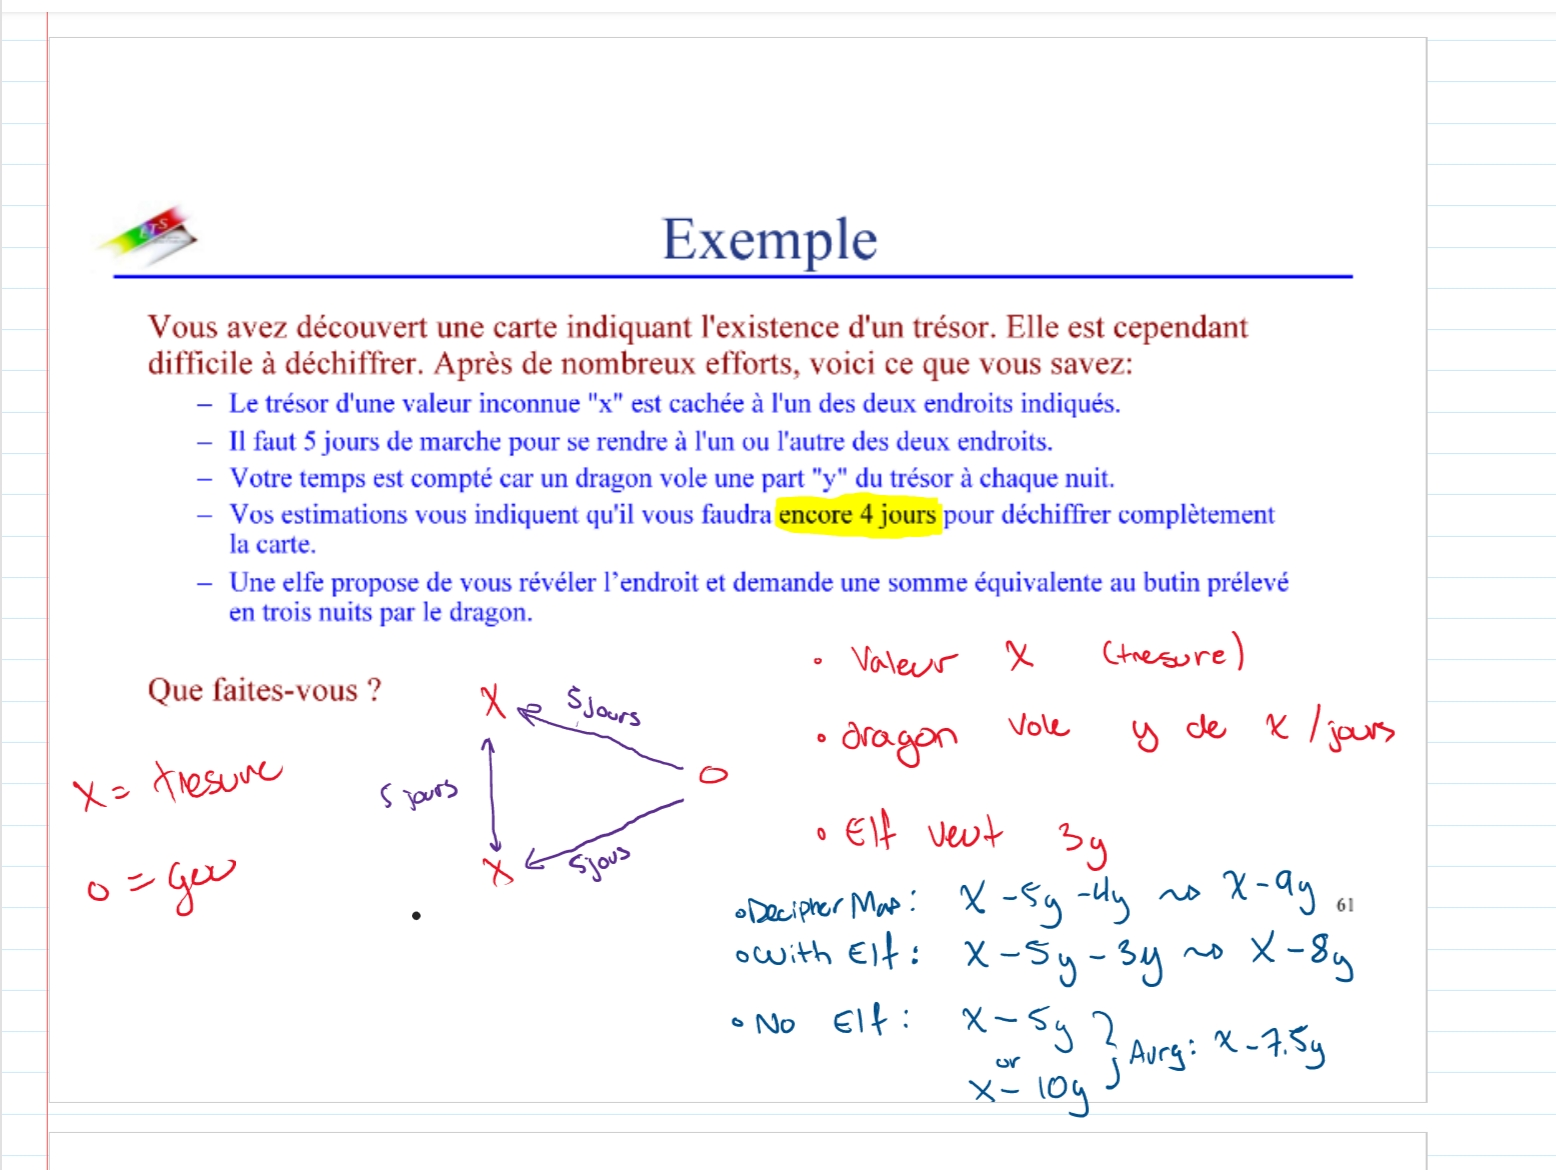 ETS
Exemple
Vous avez découvert une carte indiquant l'existence d'un trésor. Elle est cependant
difficile à déchiffrer. Après de nombreux efforts, voici ce que vous savez:
– Le trésor d'une valeur inconnue "x" est cachée à l'un des deux endroits indiqués.
– Il faut 5 jours de marche pour se rendre à l'un ou l'autre des deux endroits.
– Votre temps est compté car un dragon vole une part "y" du trésor à chaque nuit.
– Vos estimations vous indiquent qu'il vous faudra encore 4 jours pour déchiffrer complètement
la carte.
– Une elfe propose de vous révéler l'endroit et demande une somme équivalente au butin prélevé
en trois nuits par le dragon.
Que faites-vous ?
X 5 jours
5 jours
O
X 5 jours
X = tresure
O =
• Valeur X (tresure)
• dragon vole y de x /jours
• Elf veut 3y
• Decipher Map: X -5y -4y ~> X-9y
61
• With Elf: X -5y -3y ~> X-8y
• No Elf: X - 5y
or
X - 10y
} Avrg: X - 7.5y